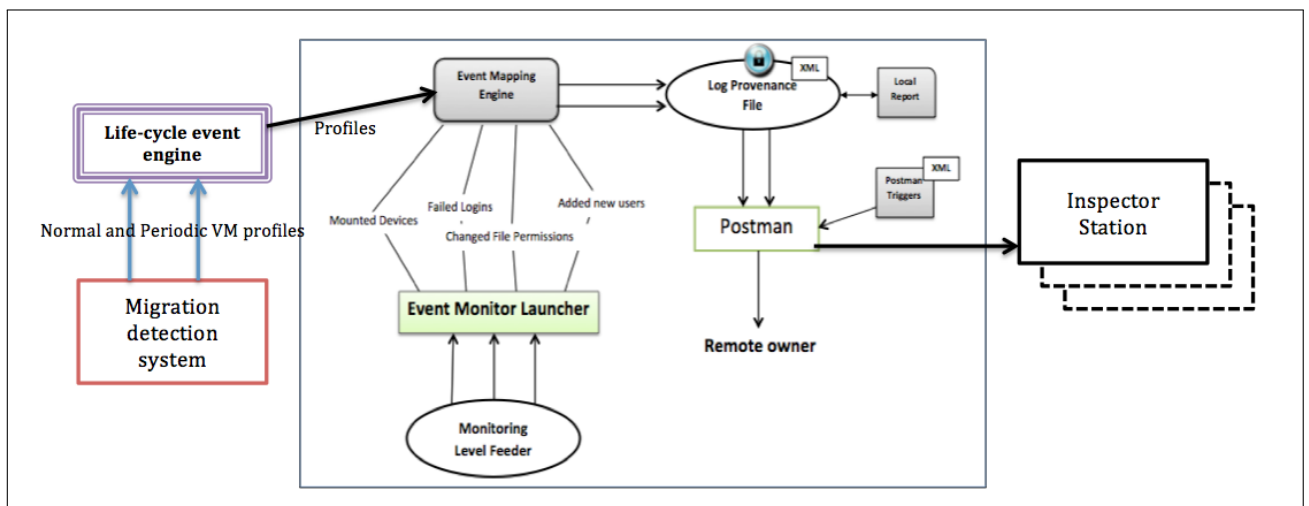 Event Mapping
Engine
XML
Log Provenance
File
Local
Report
Life-cycle event
engine
Profiles
Postman
Triggers
XML
Mounted Devices
Failed Logins
Added new users
Changed File Permissions
Normal and Periodic VM profiles
Postman
Inspector
Station
Migration
detection
system
Event Monitor Launcher
Remote owner
Monitoring
Level Feeder